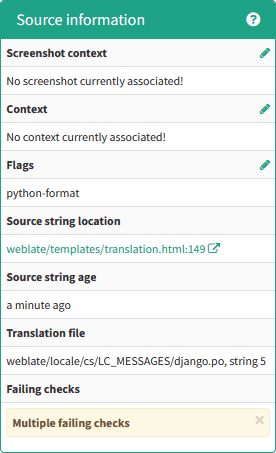 Source information
Screenshot context
No screenshot currently associated!
Context
No context currently associated!
Flags
python-format
Source string location
weblate/templates/translation.html:149
Source string age
a minute ago
Translation file
weblate/locale/cs/LC_MESSAGES/django.po, string 5
Failing checks
Multiple failing checks